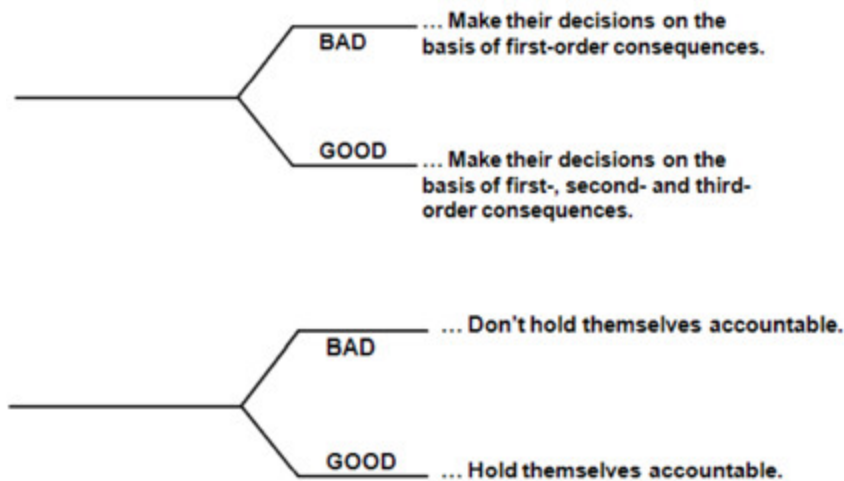 ... Make their decisions on the
BAD
basis of first-order consequences.
GOOD
... Make their decisions on the
basis of first-, second- and third-
order consequences.
... Don't hold themselves accountable.
BAD
GOOD
... Hold themselves accountable.